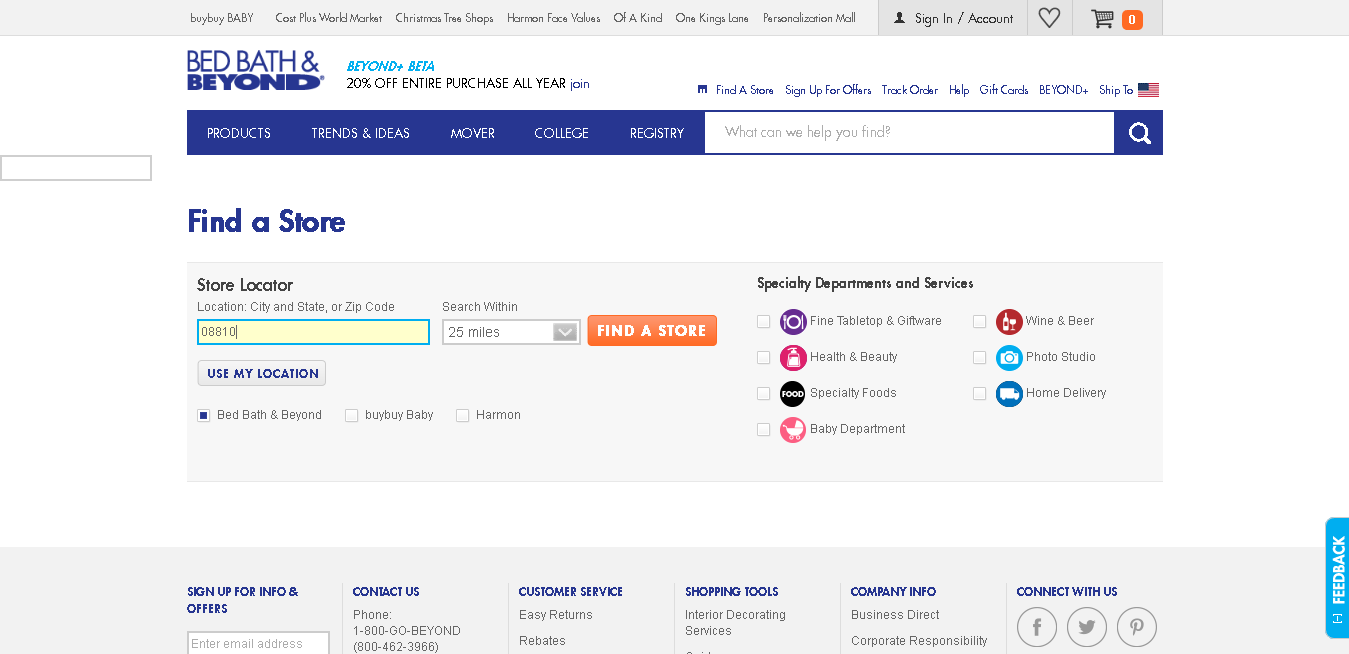 buybuy BABY Cost Plus World Market Christmas Tree Shops Harmon Face Values Of A Kind One Kings Lane Personalization Mall Sign In / Account 0
BED BATH &
BEYOND
BEYOND+ BETA
20% OFF ENTIRE PURCHASE ALL YEAR join
Find A Store Sign Up For Offers Track Order Help Gift Cards BEYOND+ Ship To
PRODUCTS TRENDS & IDEAS MOVER COLLEGE REGISTRY What can we help you find?
Find a Store
Store Locator
Location: City and State, or Zip Code Search Within
08810 25 miles FIND A STORE
USE MY LOCATION
Bed Bath & Beyond buybuy Baby Harmon
Specialty Departments and Services
Fine Tabletop & Giftware Wine & Beer
Health & Beauty Photo Studio
FOOD Specialty Foods Home Delivery
Baby Department
[-] FEEDBACK
SIGN UP FOR INFO &
OFFERS
Enter email address
CONTACT US
Phone:
1-800-GO-BEYOND
(800-462-3966)
CUSTOMER SERVICE
Easy Returns
Rebates
SHOPPING TOOLS
Interior Decorating
Services
COMPANY INFO
Business Direct
Corporate Responsibility
CONNECT WITH US